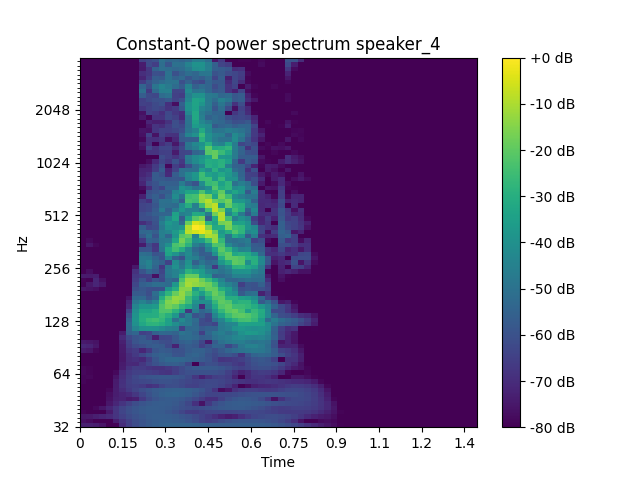 Constant-Q power spectrum speaker_4
Hz
2048
1024
512
256
128
64
32
0 0.15 0.3 0.45 0.6 0.75 0.9 1.1 1.2 1.4
Time
+0 dB
-10 dB
-20 dB
-30 dB
-40 dB
-50 dB
-60 dB
-70 dB
-80 dB